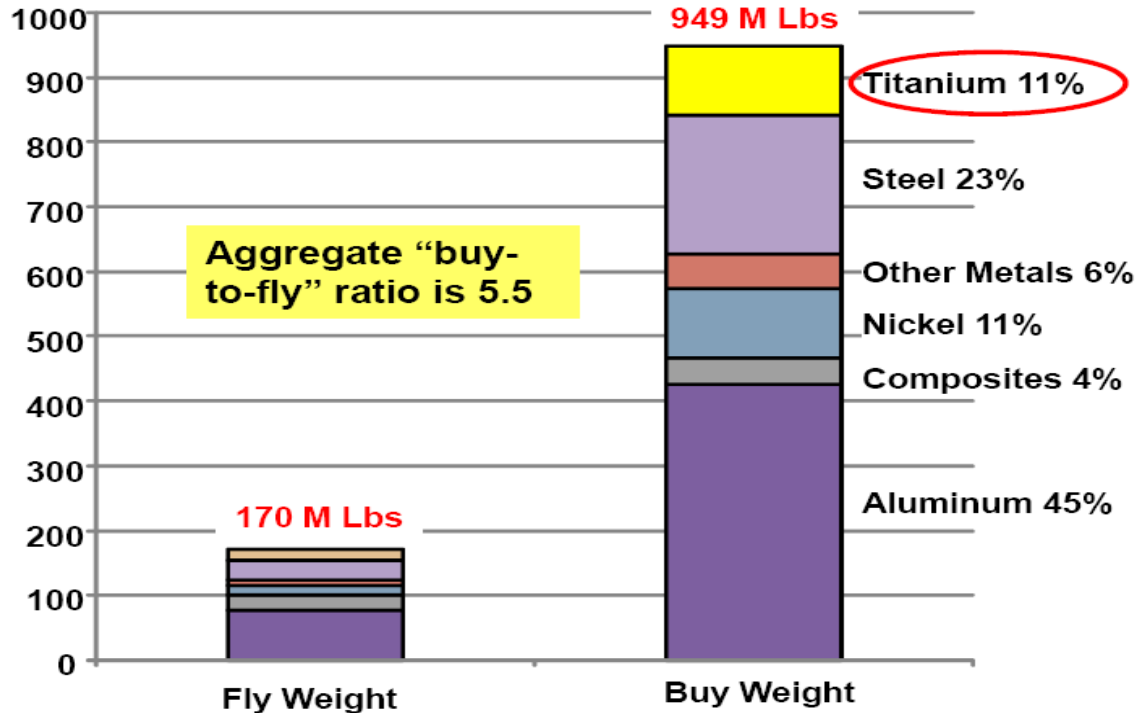 1000
949 M Lbs
900
Titanium 11%
800
Steel 23%
700
Aggregate “buy-
to-fly” ratio is 5.5
600
Other Metals 6%
500
Nickel 11%
Composites 4%
400
300
Aluminum 45%
200
170 M Lbs
100
0
Fly Weight
Buy Weight